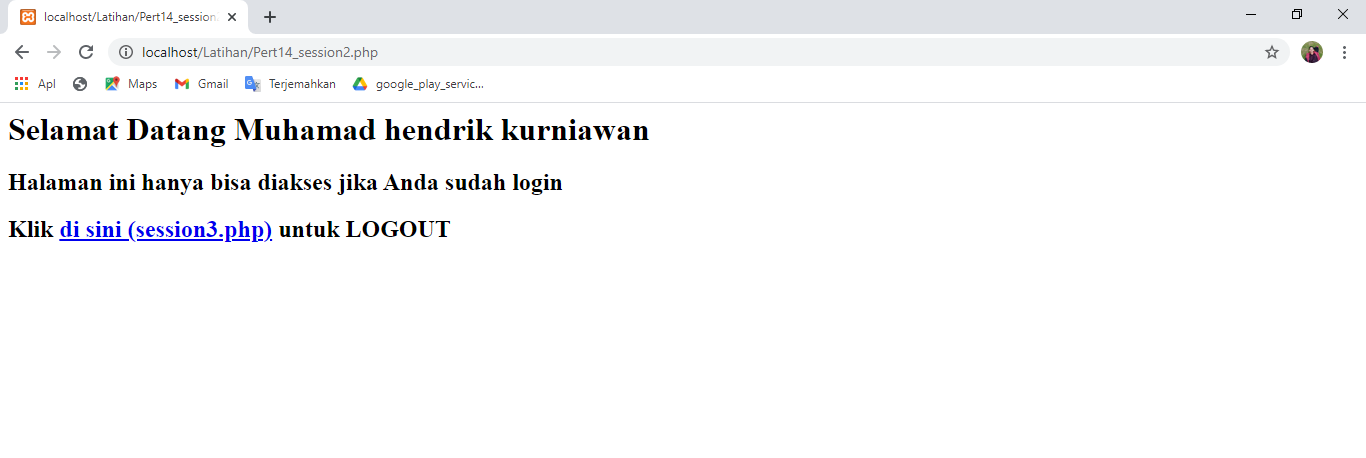 localhost/Latihan/Pert14_session
localhost/Latihan/Pert14_session2.php
Apl Maps Gmail Terjemahkan google_play_servic...
Selamat Datang Muhamad hendrik kurniawan
Halaman ini hanya bisa diakses jika Anda sudah login
Klik di sini (session3.php) untuk LOGOUT